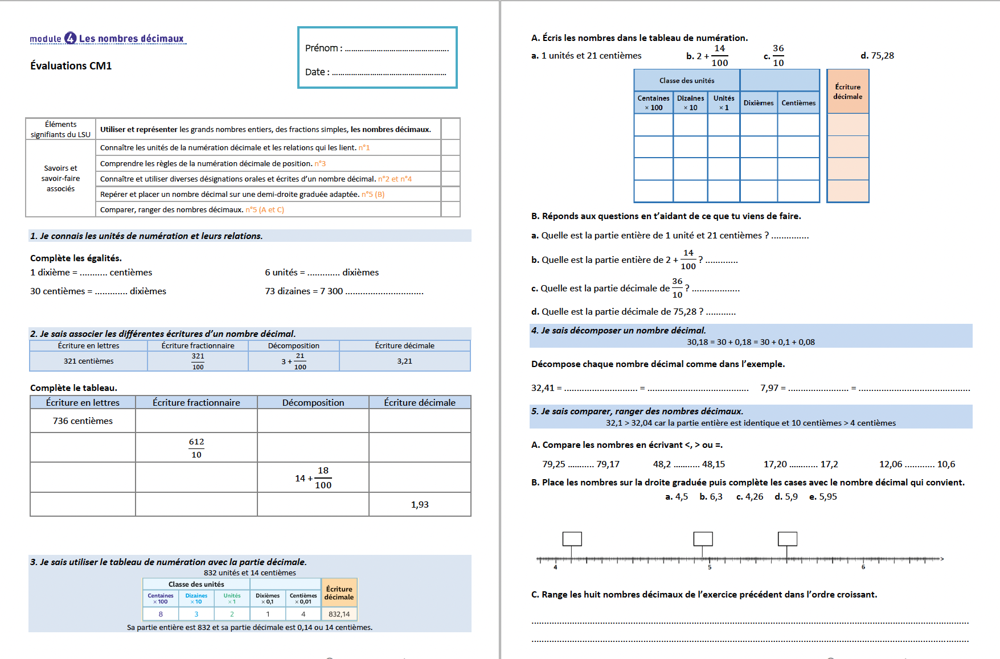 module 4 Les nombres décimaux
Évaluations CM1
Prénom : ................................................
Date : .....................................................
Éléments signifiants du LSU
Utiliser et représenter les grands nombres entiers, des fractions simples, les nombres décimaux.
Savoirs et savoir-faire associés
Connaître les unités de la numération décimale et les relations qui les lient. n°1
Comprendre les règles de la numération décimale de position. n°3
Connaître et utiliser diverses désignations orales et écrites d’un nombre décimal. n°2 et n°4
Repérer et placer un nombre décimal sur une demi-droite graduée adaptée. n°5 (B)
Comparer, ranger des nombres décimaux. n°5 (A et C)
1. Je connais les unités de numération et leurs relations.
Complète les égalités.
1 dixième = ........... centièmes 6 unités = ............. dixièmes
30 centièmes = ............. dixièmes 73 dizaines = 7 300 ...............................
2. Je sais associer les différentes écritures d’un nombre décimal.
Écriture en lettres Écriture fractionnaire Décomposition Écriture décimale
321 centièmes 321/100 3 + 21/100 3,21
Complète le tableau.
Écriture en lettres Écriture fractionnaire Décomposition Écriture décimale
736 centièmes
612/10
14 + 18/100
1,93
3. Je sais utiliser le tableau de numération avec la partie décimale.
832 unités et 14 centièmes
Classe des unités Écriture décimale
Centaines × 100 Dizaines × 10 Unités × 1 Dixièmes × 0,1 Centièmes × 0,01
8 3 2 1 4 832,14
Sa partie entière est 832 et sa partie décimale est 0,14 ou 14 centièmes.
A. Écris les nombres dans le tableau de numération.
a. 1 unités et 21 centièmes b. 2 + 14/100 c. 36/10 d. 75,28
Classe des unités Écriture décimale
Centaines × 100 Dizaines × 10 Unités × 1 Dixièmes Centièmes
B. Réponds aux questions en t’aidant de ce que tu viens de faire.
a. Quelle est la partie entière de 1 unité et 21 centièmes ? ...............
b. Quelle est la partie entière de 2 + 14/100 ? .............
c. Quelle est la partie décimale de 36/10 ? ...................
d. Quelle est la partie décimale de 75,28 ? ............
4. Je sais décomposer un nombre décimal.
30,18 = 30 + 0,18 = 30 + 0,1 + 0,08
Décompose chaque nombre décimal comme dans l’exemple.
32,41 = ............................. = ........................................ 7,97 = ........................ = ............................................
5. Je sais comparer, ranger des nombres décimaux.
32,1 > 32,04 car la partie entière est identique et 10 centièmes > 4 centièmes
A. Compare les nombres en écrivant <, > ou =.
79,25 ........... 79,17 48,2 ........... 48,15 17,20 ............ 17,2 12,06 ............ 10,6
B. Place les nombres sur la droite graduée puis complète les cases avec le nombre décimal qui convient.
a. 4,5 b. 6,3 c. 4,26 d. 5,9 e. 5,95
4 5 6
C. Range les huit nombres décimaux de l’exercice précédent dans l’ordre croissant.
................................................................................
................................................................................